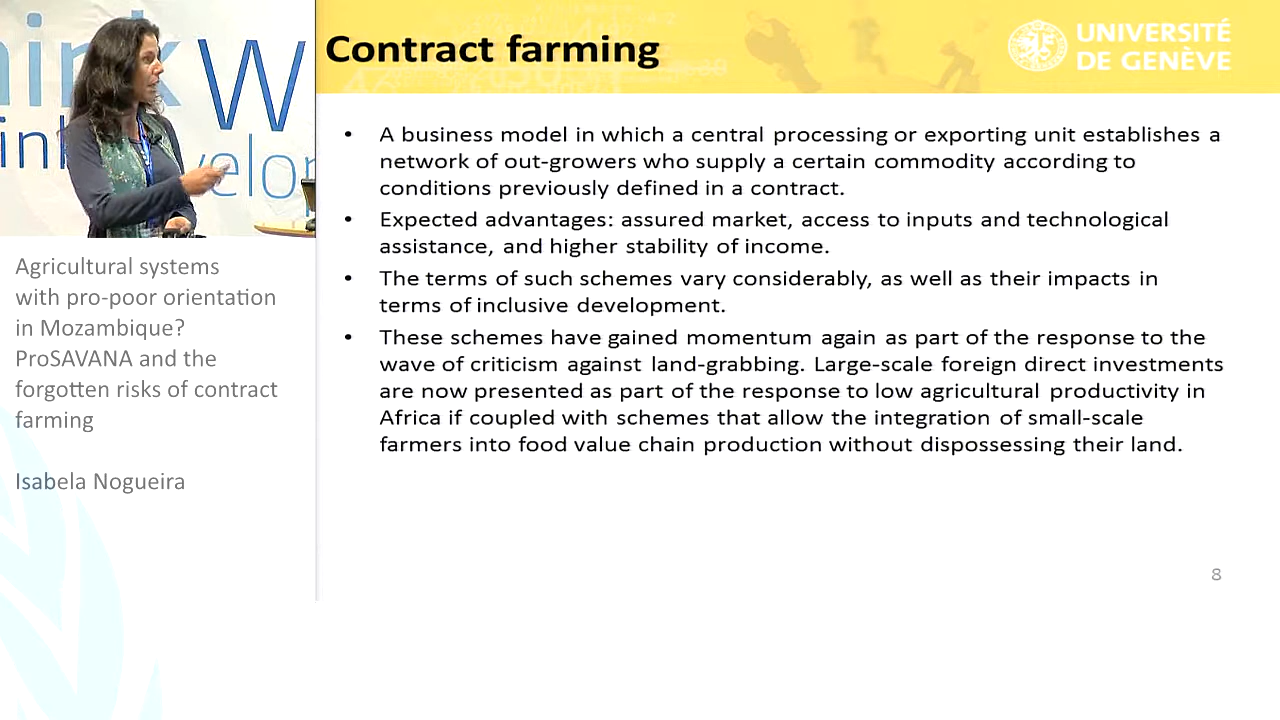 ink W
ink
velop
Agricultural systems
with pro-poor orientation
in Mozambique?
ProSAVANA and the
forgotten risks of contract
farming
Isabela Nogueira
Contract farming
UNIVERSITÉ
DE GENÈVE
• A business model in which a central processing or exporting unit establishes a
network of out-growers who supply a certain commodity according to
conditions previously defined in a contract.
• Expected advantages: assured market, access to inputs and technological
assistance, and higher stability of income.
• The terms of such schemes vary considerably, as well as their impacts in
terms of inclusive development.
• These schemes have gained momentum again as part of the response to the
wave of criticism against land-grabbing. Large-scale foreign direct investments
are now presented as part of the response to low agricultural productivity in
Africa if coupled with schemes that allow the integration of small-scale
farmers into food value chain production without dispossessing their land.
8